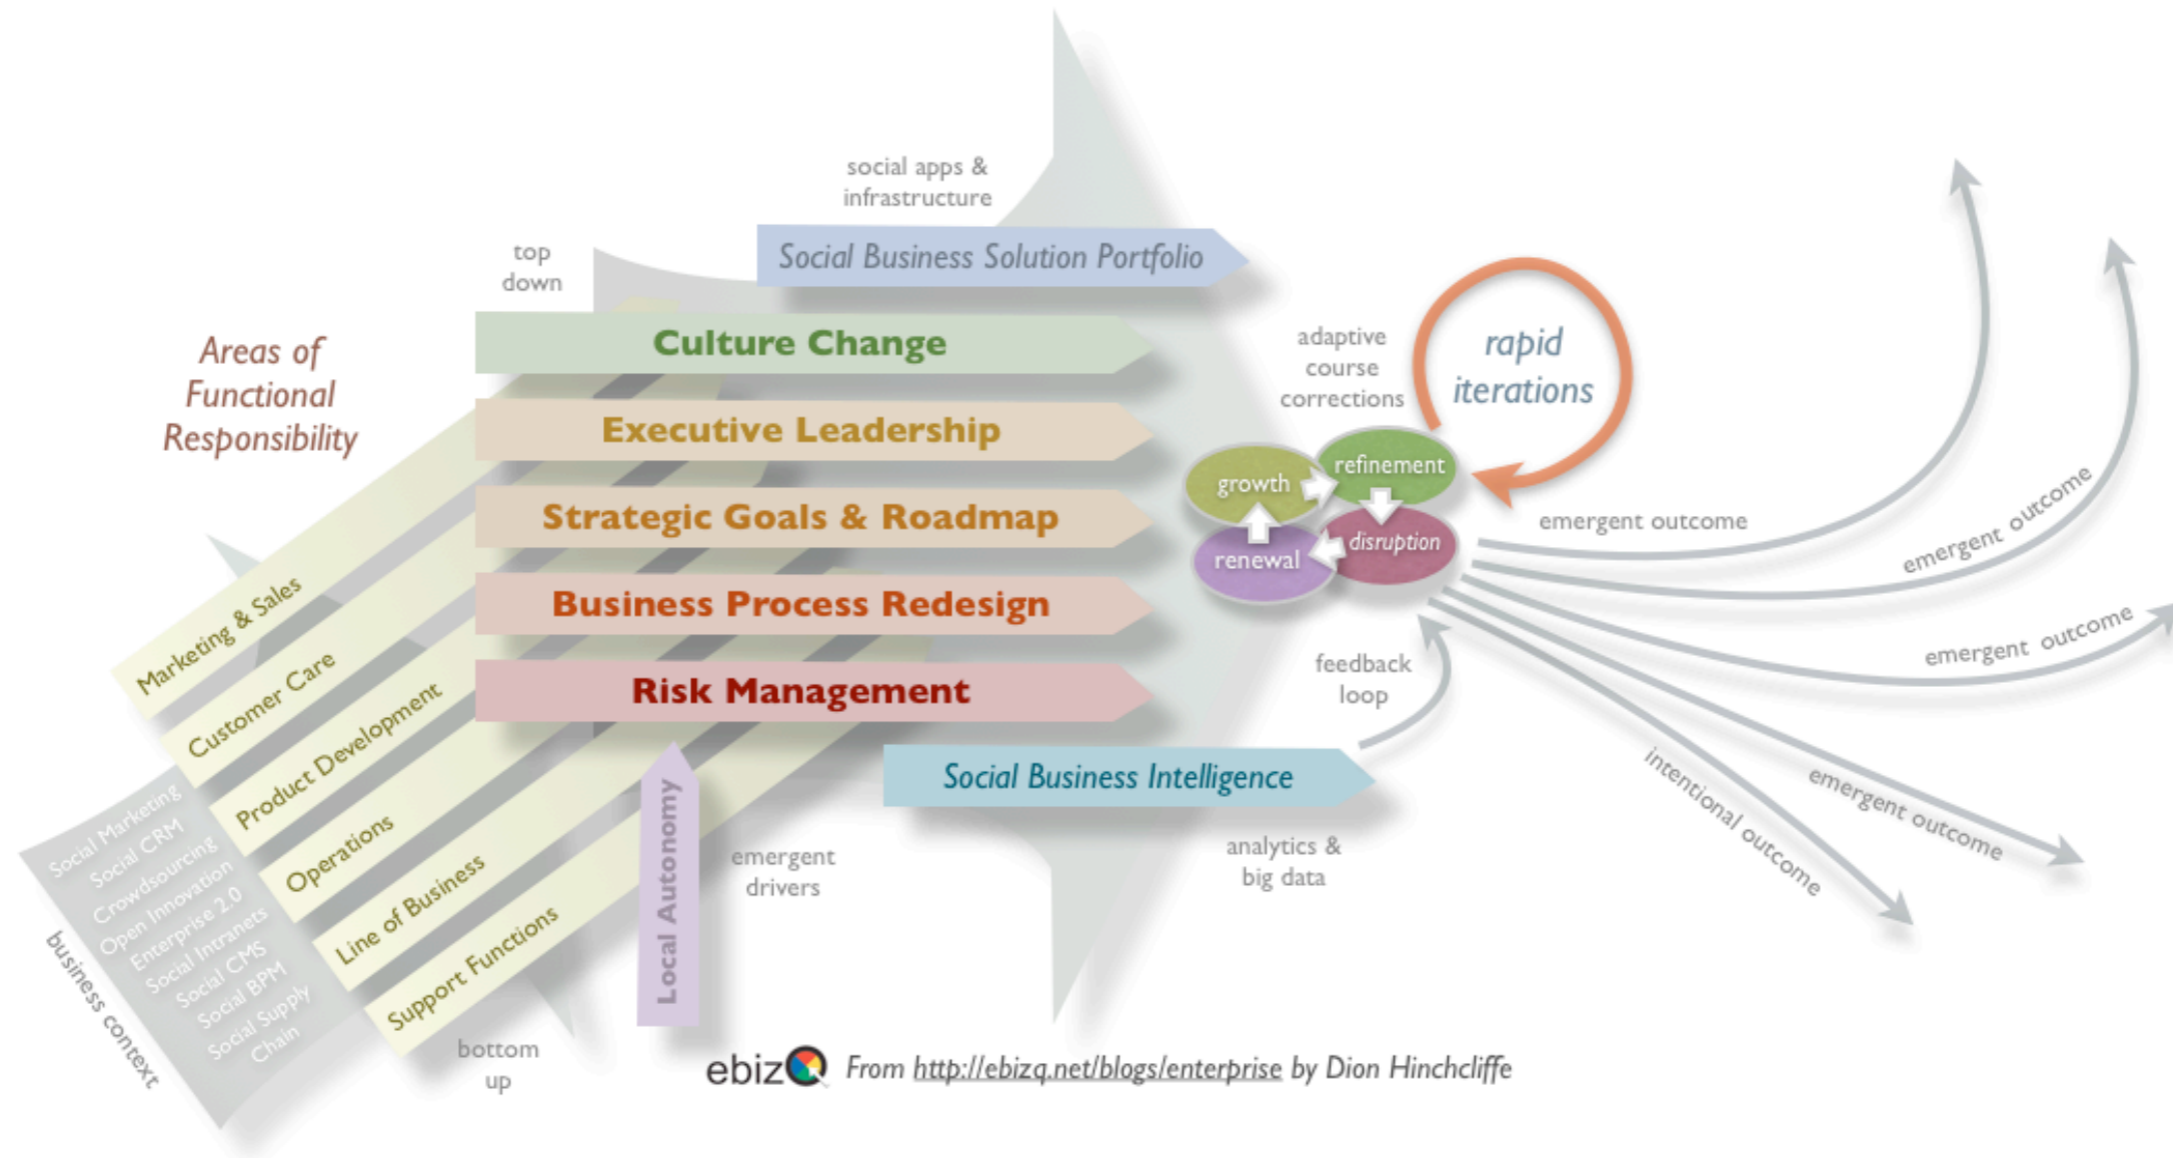 social apps &
infrastructure
Social Business Solution Portfolio
top
down
Areas of
Functional
Responsibility
Culture Change
Executive Leadership
Strategic Goals & Roadmap
Business Process Redesign
Risk Management
Social Business Intelligence
Marketing & Sales
Customer Care
Product Development
Operations
Line of Business
Support Functions
Social Marketing
Social CRM
Crowdsourcing
Open Innovation
Enterprise 2.0
Social Intranets
Social CMS
Social BPM
Social Supply
Chain
business context
bottom
up
Local Autonomy
emergent
drivers
analytics &
big data
feedback
loop
adaptive
course
corrections
rapid
iterations
growth
refinement
disruption
renewal
emergent outcome
emergent outcome
emergent outcome
emergent outcome
intentional outcome
ebizQ From http://ebizq.net/blogs/enterprise by Dion Hinchcliffe